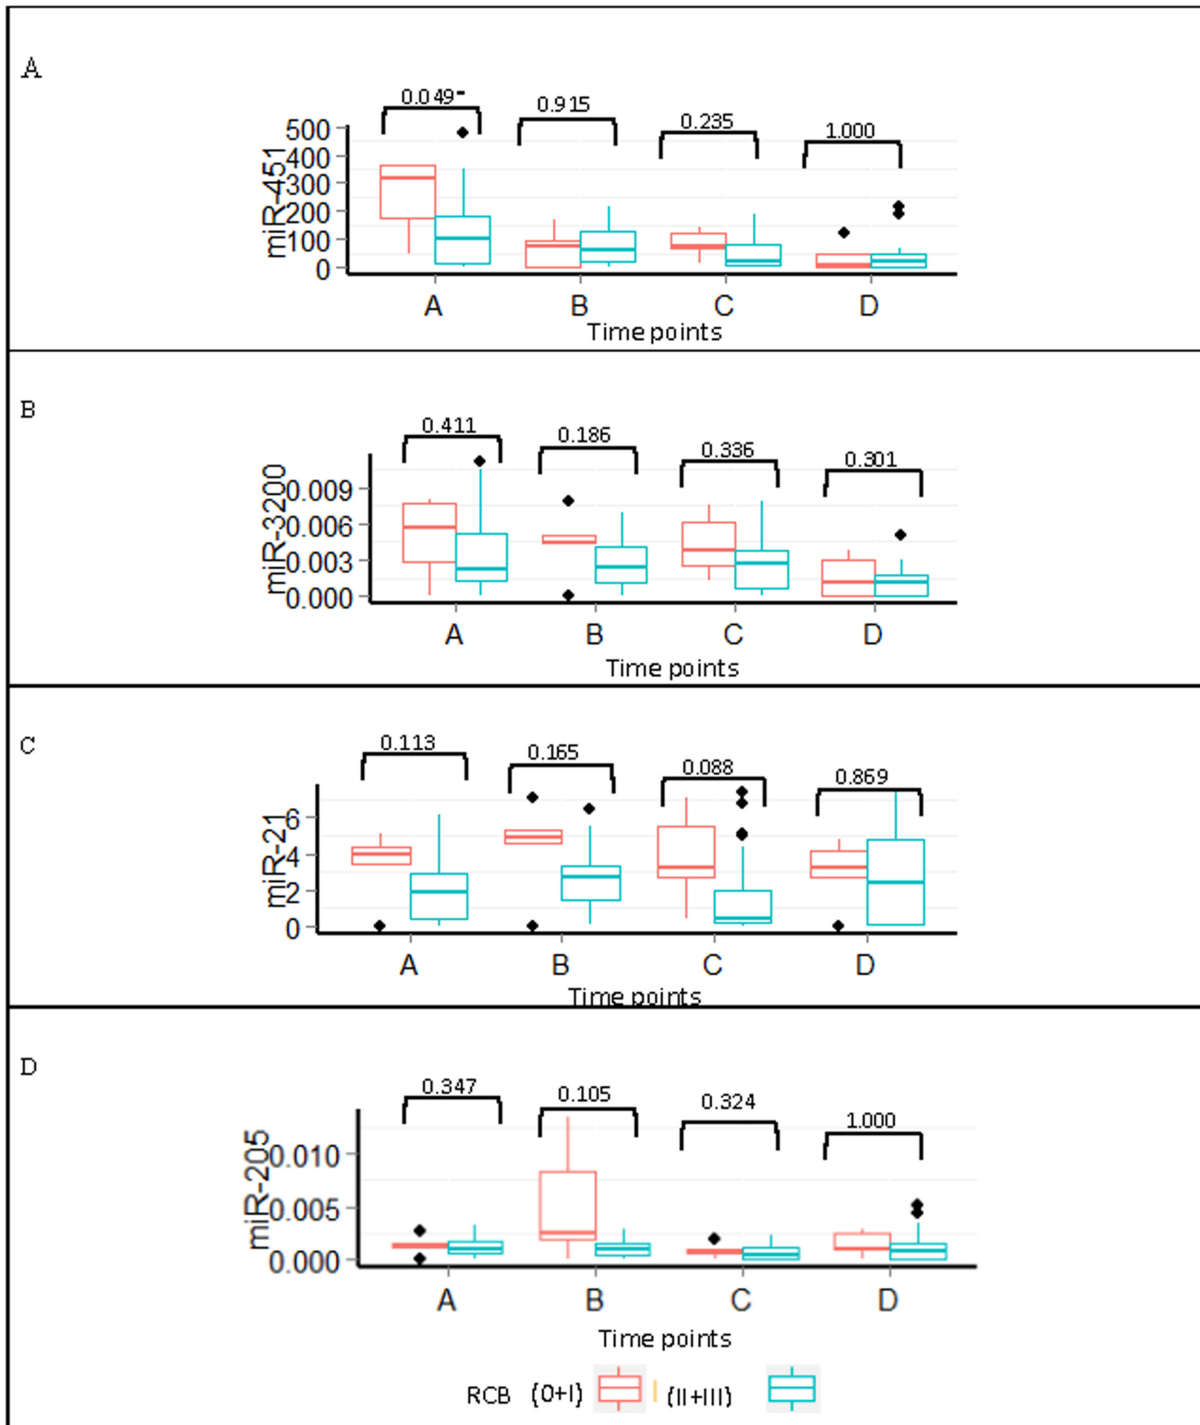 A
0.049-
0.915
0.235
1.000
miR-451
500
400
300
200
100
0
A B C D
Time points
B
0.411
0.186
0.336
0.301
miR-3200
0.009
0.006
0.003
0.000
A B C D
Time points
C
0.113
0.165
0.088
0.869
miR-21
6
4
2
0
A B C D
Time points
D
0.347
0.105
0.324
1.000
miR-205
0.010
0.005
0.000
A B C D
Time points
RCB (0+I) (II+III)